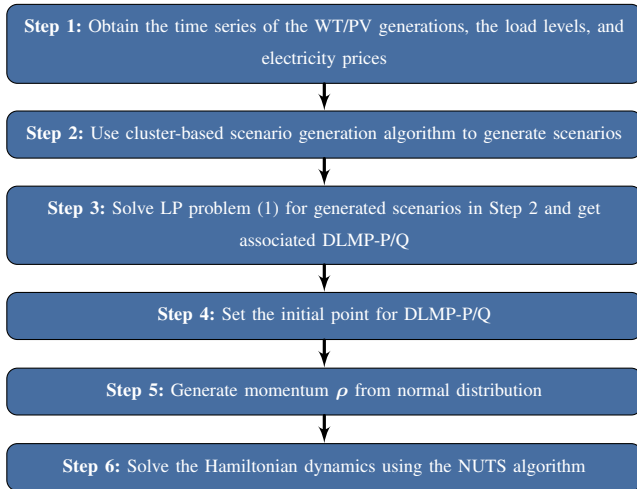 Step 1: Obtain the time series of the WT/PV generations, the load levels, and
electricity prices
Step 2: Use cluster-based scenario generation algorithm to generate scenarios
Step 3: Solve LP problem (1) for generated scenarios in Step 2 and get
associated DLMP-P/Q
Step 4: Set the initial point for DLMP-P/Q
Step 5: Generate momentum ρ from normal distribution
Step 6: Solve the Hamiltonian dynamics using the NUTS algorithm